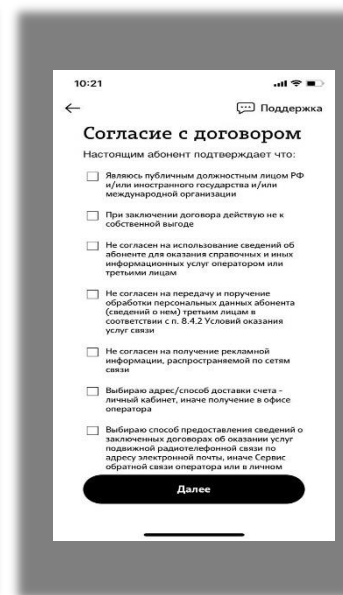 10:21
Поддержка
Согласие с договором
Настоящим абонент подтверждает что:
Являюсь публичным должностным лицом РФ
и/или иностранного государства и/или
международной организации
При заключении договора действую не к
собственной выгоде
Не согласен на использование сведений об
абоненте для оказания справочных и иных
информационных услуг оператором или
третьими лицам
Не согласен на передачу и поручение
обработки персональных данных абонента
(сведений о нем) третьим лицам в
соответствии с п. 8.4.2 Условий оказания
услуг связи
Не согласен на получение рекламной
информации, распространяемой по сетям
связи
Выбираю адрес/способ доставки счета -
личный кабинет, иначе получение в офисе
оператора
Выбираю способ предоставления сведений о
заключенных договорах об оказании услуг
подвижной радиотелефонной связи по
адресу электронной почты, иначе Сервис
обратной связи оператора или в личном
Далее